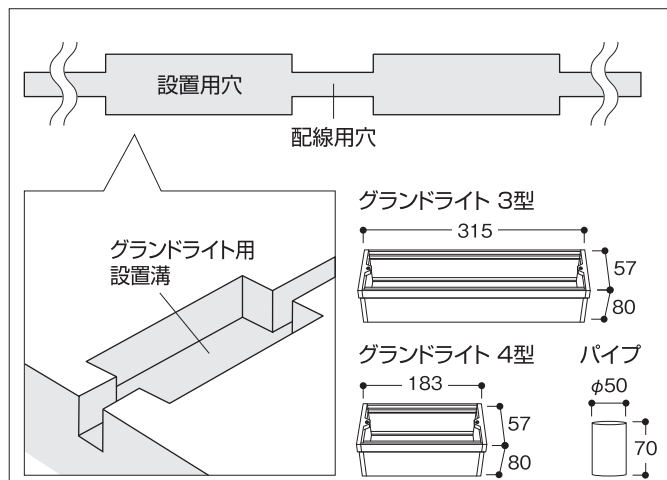 設置用穴
配線用穴
グランドライト用
設置溝
グランドライト 3型
315
57
80
グランドライト 4型
183
57
80
パイプ
φ50
70